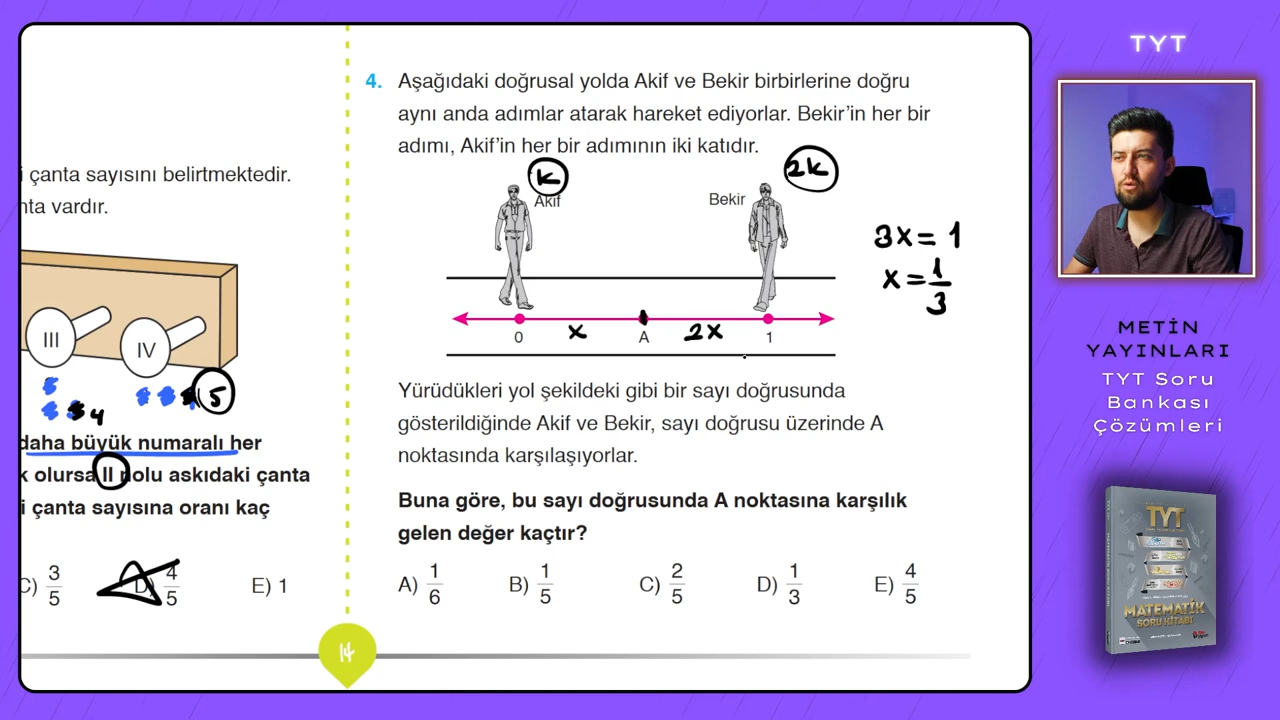 i çanta sayısını belirtmektedir.
nta vardır.
III
IV
4
5
daha büyük numaralı her
k olursa II nolu askıdaki çanta
i çanta sayısına oranı kaç
C) 3/5
D) 4/5
E) 1
4. Aşağıdaki doğrusal yolda Akif ve Bekir birbirlerine doğru
aynı anda adımlar atarak hareket ediyorlar. Bekir'in her bir
adımı, Akif'in her bir adımının iki katıdır.
k
2k
Akif
Bekir
3x = 1
x = 1/3
x
2x
0
A
1
Yürüdükleri yol şekildeki gibi bir sayı doğrusunda
gösterildiğinde Akif ve Bekir, sayı doğrusu üzerinde A
noktasında karşılaşıyorlar.
Buna göre, bu sayı doğrusunda A noktasına karşılık
gelen değer kaçtır?
A) 1/6
B) 1/5
C) 2/5
D) 1/3
E) 4/5
14
TYT
METİN
YAYINLARI
TYT Soru
Bankası
Çözümleri
TYT
MATEMATİK
SORU KİTABI